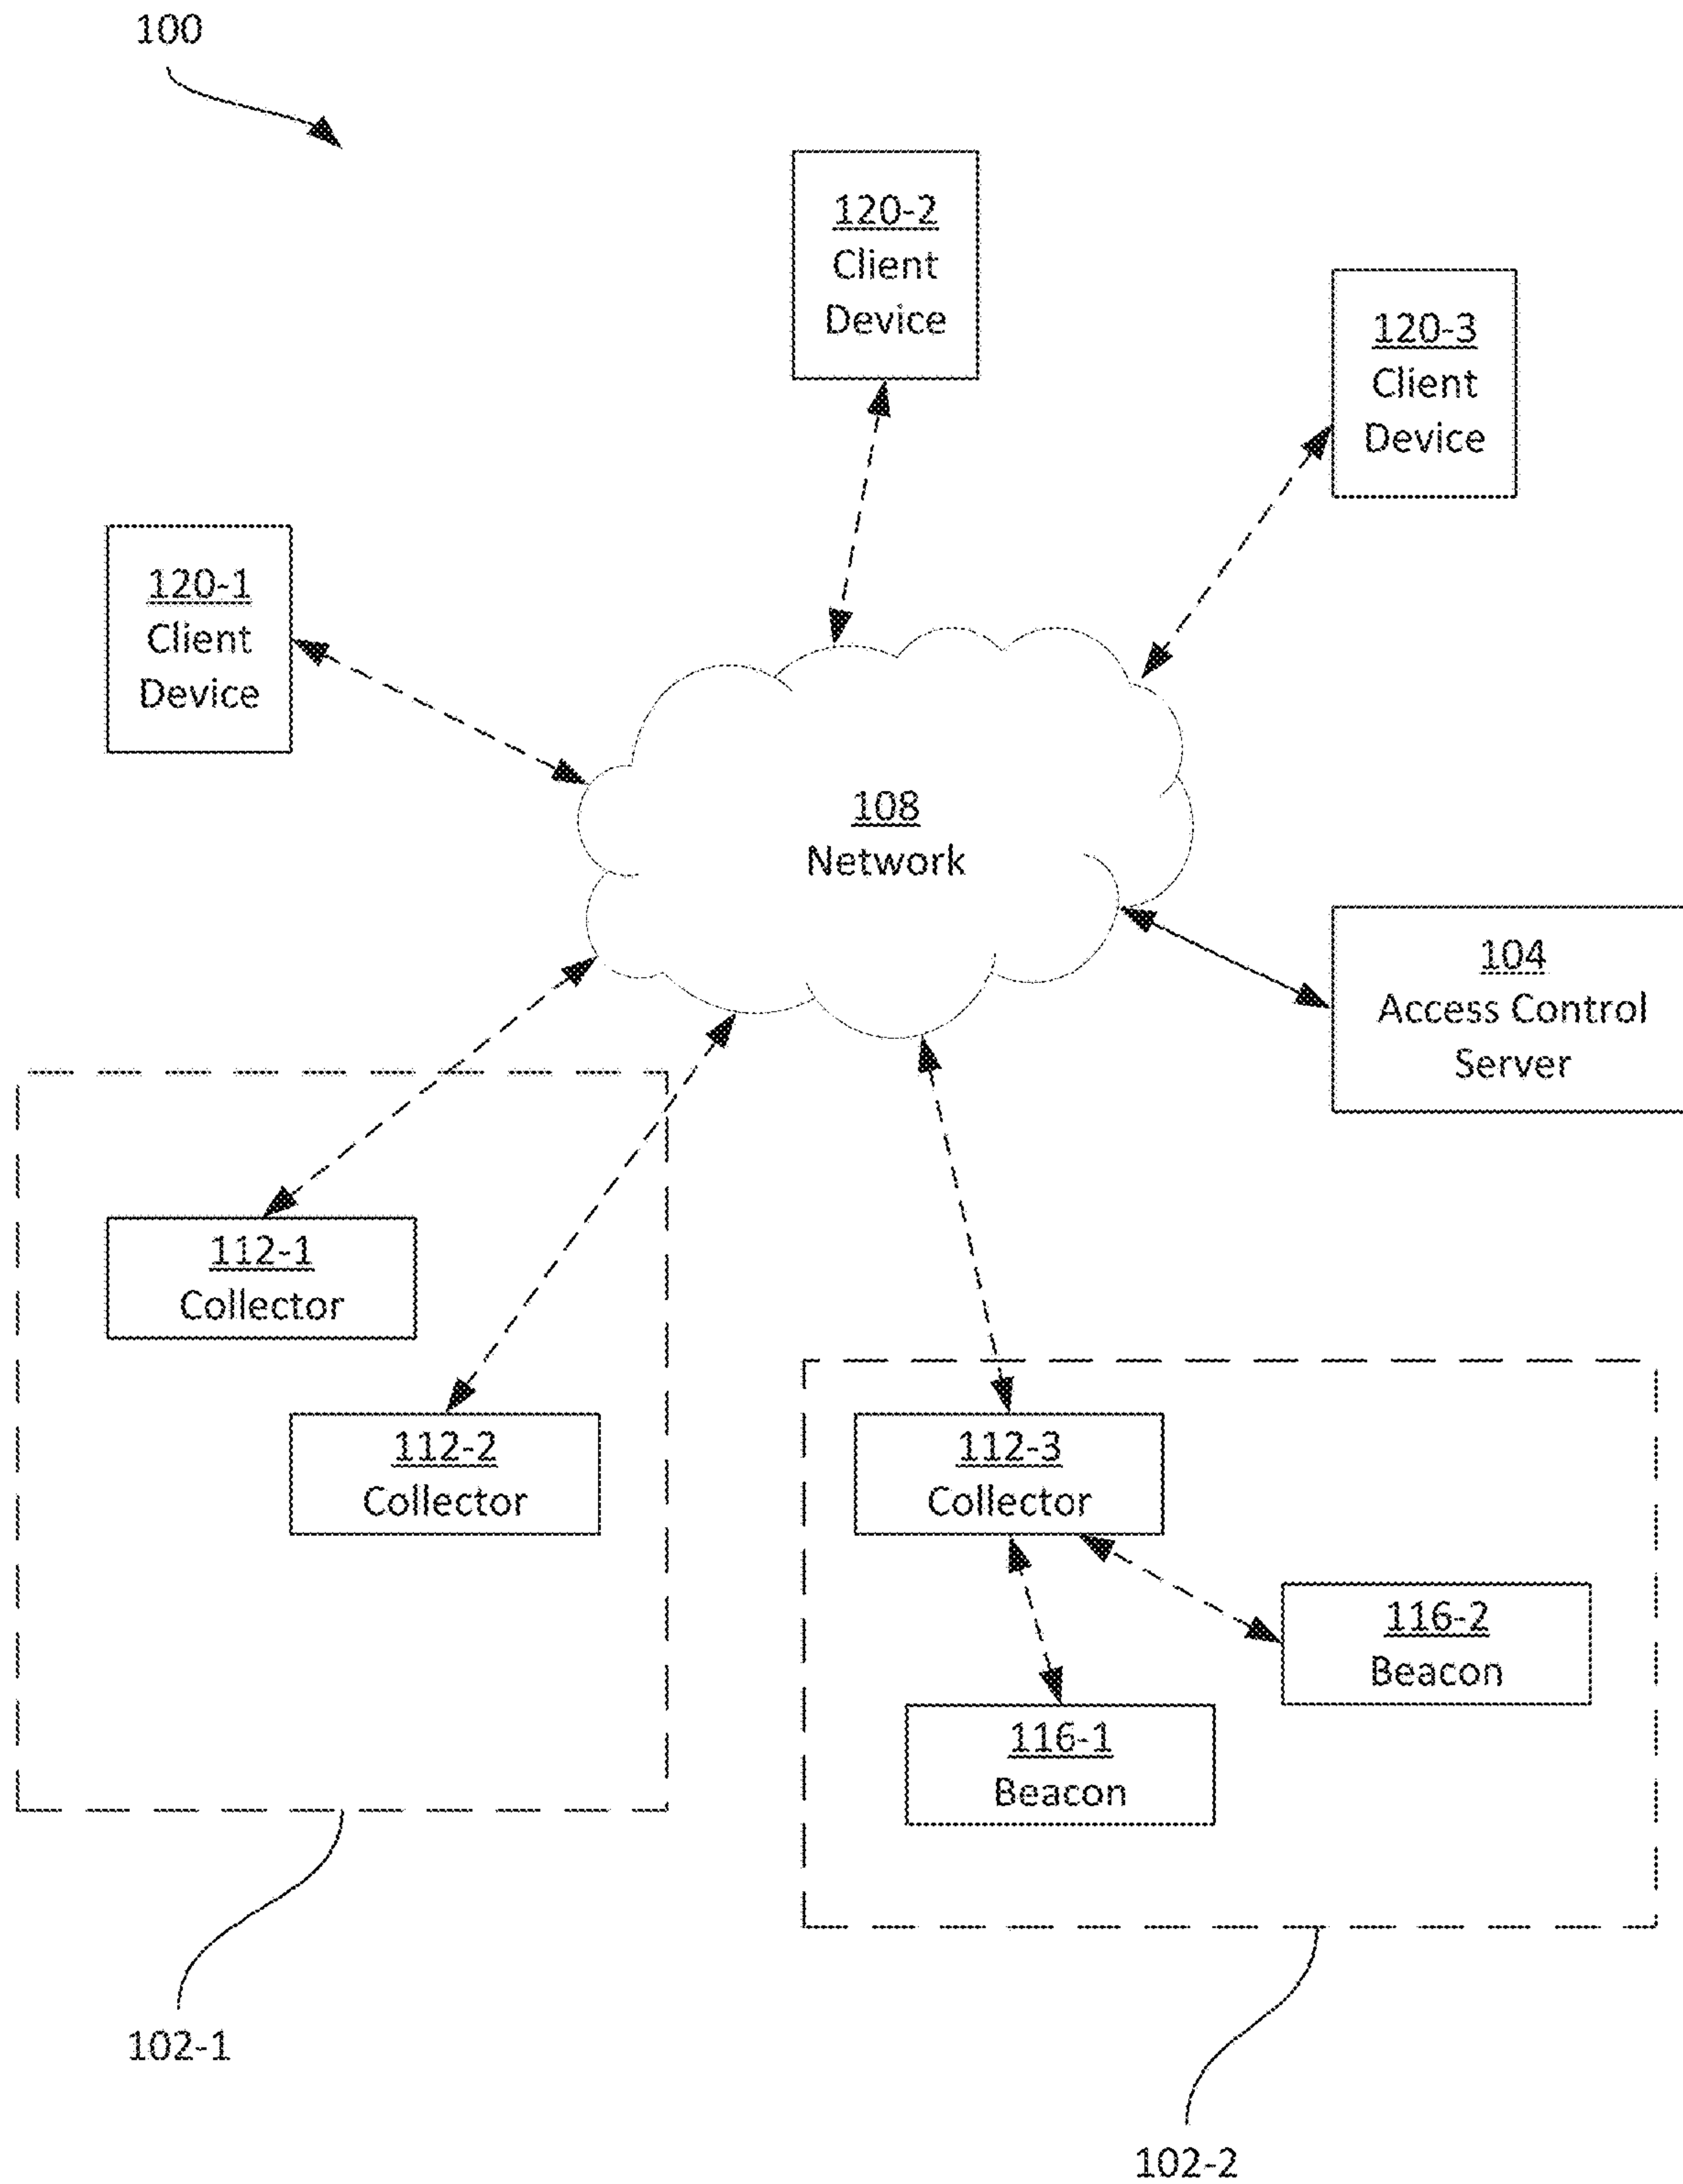 100
120-2
Client
Device
120-3
Client
Device
120-1
Client
Device
108
Network
104
Access Control
Server
112-1
Collector
112-2
Collector
112-3
Collector
116-2
Beacon
116-1
Beacon
102-1
102-2